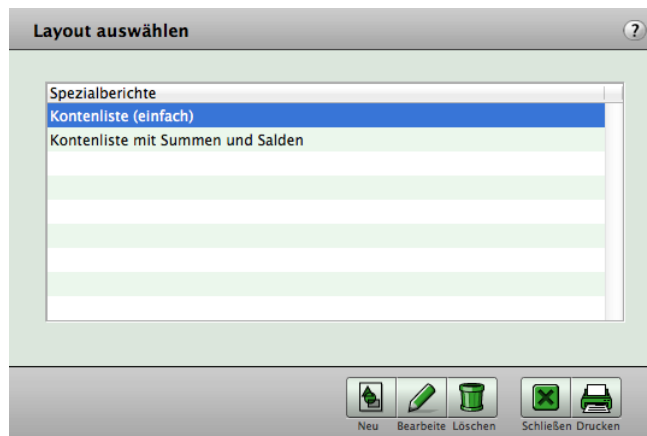 Layout auswählen
?
Spezialberichte
Kontenliste (einfach)
Kontenliste mit Summen und Salden
Neu Bearbeite Löschen Schließen Drucken